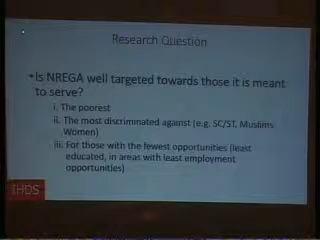 Research Question
•Is NREGA well targeted towards those it is meant
to serve?
i. The poorest
ii. The most discriminated against (e.g. SC/ST, Muslims
Women)
iii. For those with the fewest opportunities (least
educated, in areas with least employment
opportunities)
IHDS